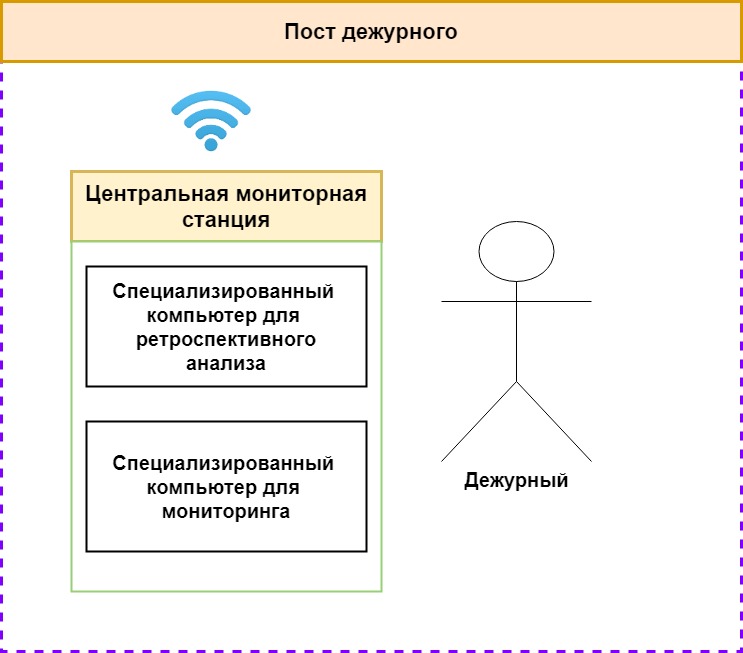 Пост дежурного
Центральная мониторная
станция
Специализированный
компьютер для
ретроспективного
анализа
Специализированный
компьютер для
мониторинга
Дежурный